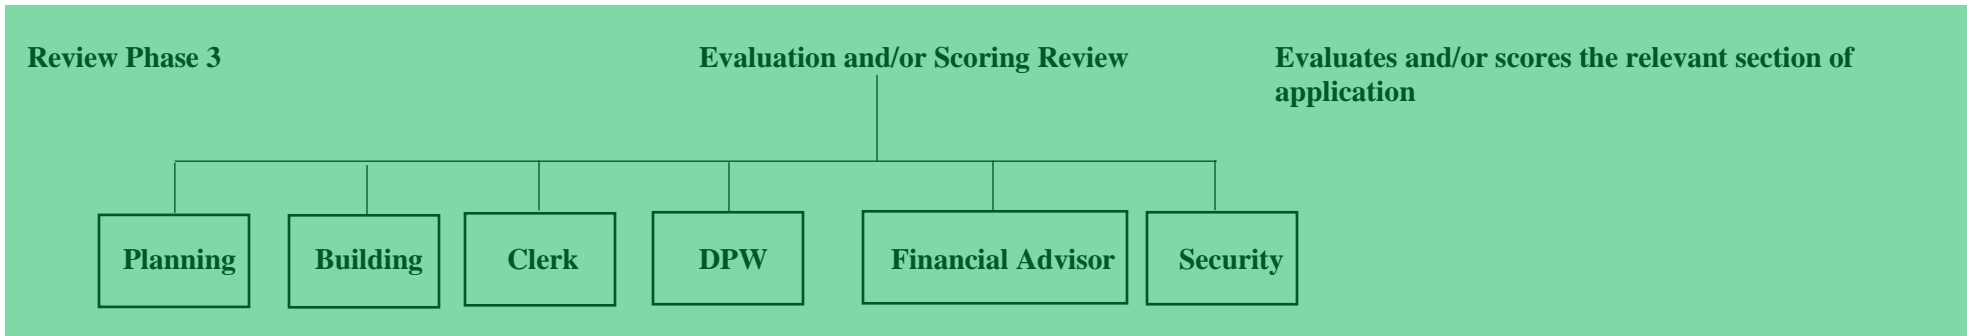 Review Phase 3
Evaluation and/or Scoring Review
Evaluates and/or scores the relevant section of
application
Planning
Building
Clerk
DPW
Financial Advisor
Security